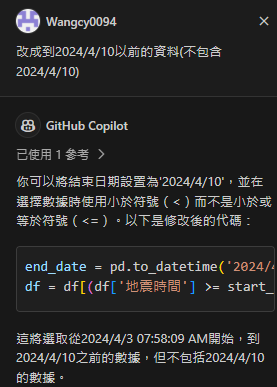 Wangcy0094
改成到2024/4/10以前的資料(不包含
2024/4/10)
GitHub Copilot
已使用 1 參考
你可以將結束日期設置為'2024/4/10'，並在
選擇數據時使用小於符號（<）而不是小於或
等於符號（<=）。以下是修改後的代碼：
end_date = pd.to_datetime('2024/4
df = df[(df['地震時間'] >= start_
這將選取從2024/4/3 07:58:09 AM開始，到
2024/4/10之前的數據，但不包括2024/4/10
的數據。